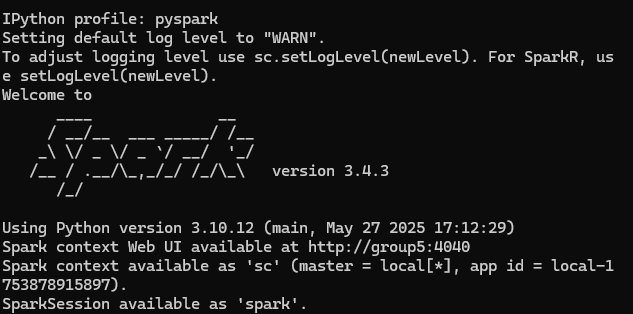 IPython profile: pyspark
Setting default log level to "WARN".
To adjust logging level use sc.setLogLevel(newLevel). For SparkR, us
e setLogLevel(newLevel).
Welcome to
      ____              __
     / __/__  ___ _____/ /__
    _\ \/ _ \/ _ `/ __/  '_/
   /__ / .__/\_,_/_/ /_/\_\   version 3.4.3
      /_/
Using Python version 3.10.12 (main, May 27 2025 17:12:29)
Spark context Web UI available at http://group5:4040
Spark context available as 'sc' (master = local[*], app id = local-1
753878915897).
SparkSession available as 'spark'.